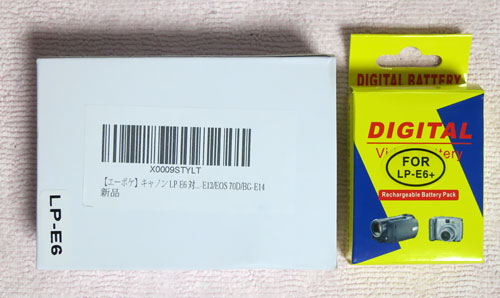 LP-E6
X0009STYLT
【エーポケ】キャノン LP-E6 対...-E13/EOS 70D/BG-E14
新品
DIGITAL BATTERY
DIGITAL
Vi ttery
FOR
LP-E6+
Rechargeable Battery Pack